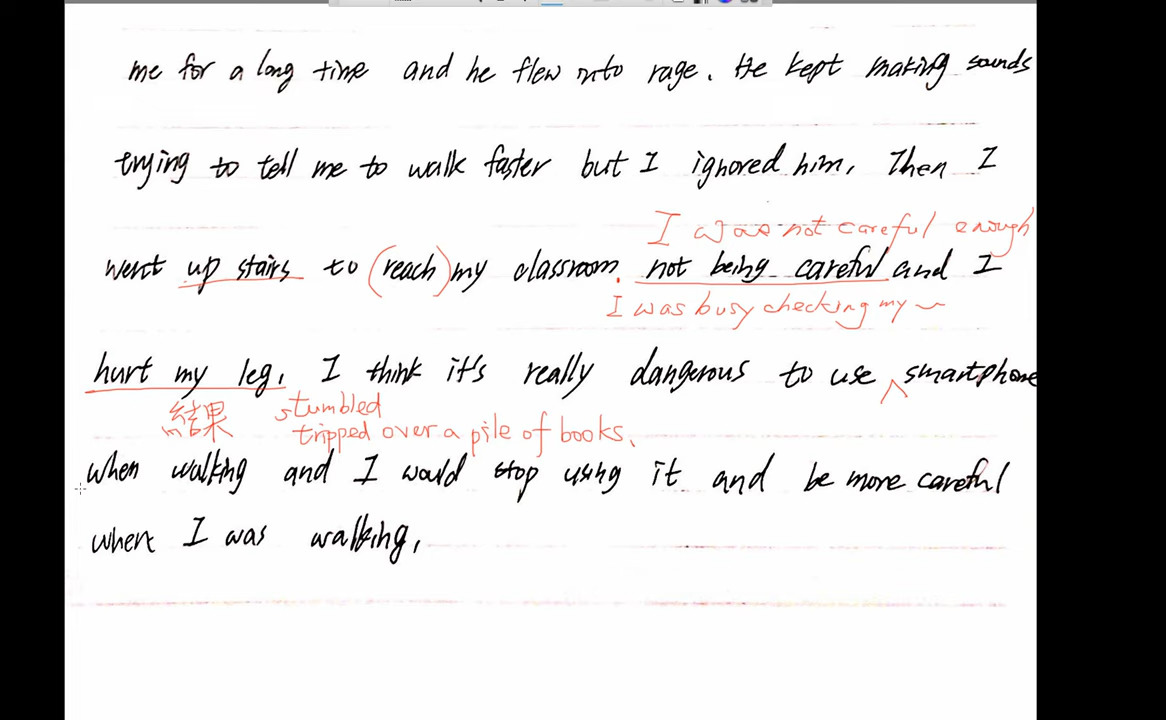 me for a long time and he flew into rage. He kept making sounds
trying to tell me to walk faster but I ignored him. Then I
I was not careful enough
went up stairs to (reach) my classroom. not being careful and I
I was busy checking my ~
hurt my leg. I think it's really dangerous to use ^ smartphone
結果 stumbled
tripped over a pile of books.
when walking and I would stop using it and be more careful
when I was walking.